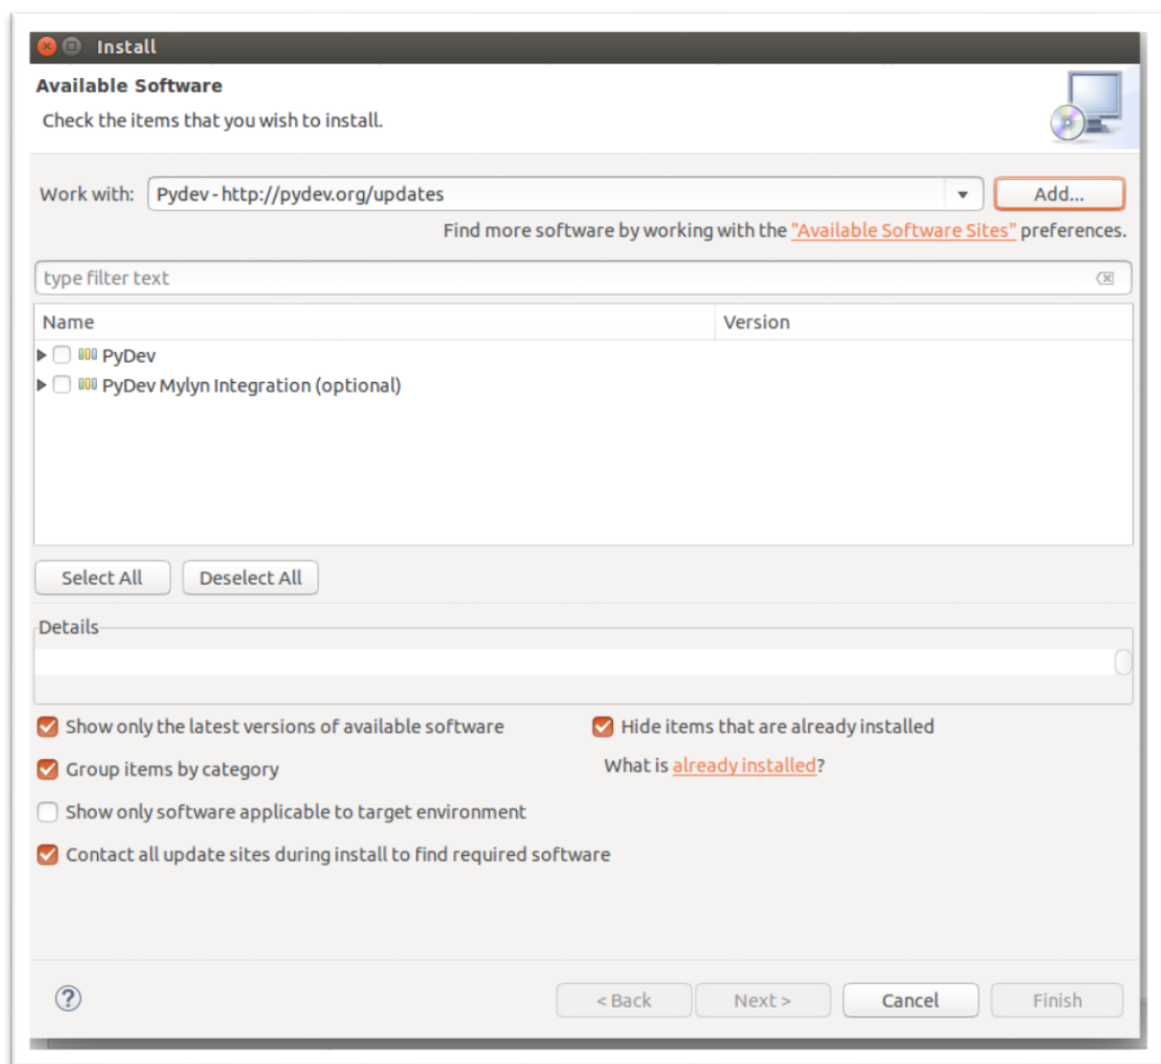 Install
Available Software
Check the items that you wish to install.
Work with: Pydev - http://pydev.org/updates Add...
Find more software by working with the "Available Software Sites" preferences.
type filter text
Name Version
PyDev
PyDev Mylyn Integration (optional)
Select All Deselect All
Details
Show only the latest versions of available software Hide items that are already installed
Group items by category What is already installed?
Show only software applicable to target environment
Contact all update sites during install to find required software
? < Back Next > Cancel Finish